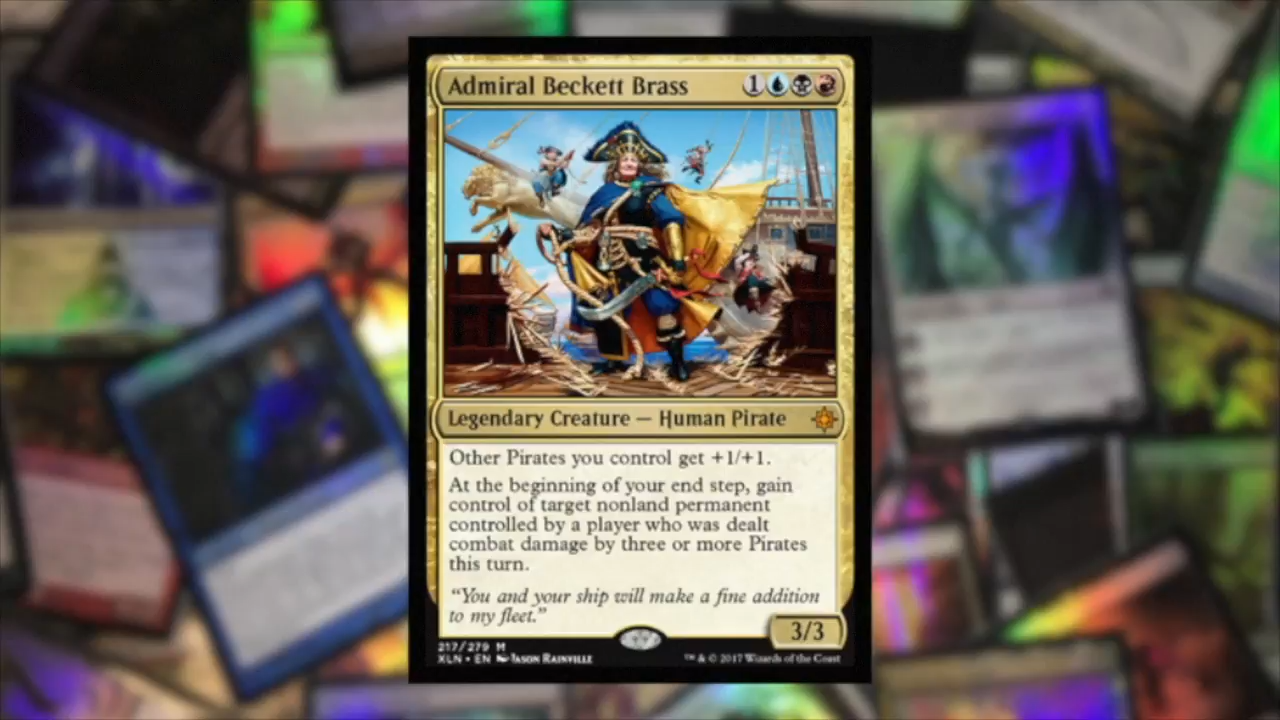 Admiral Beckett Brass 1
Legendary Creature — Human Pirate
Other Pirates you control get +1/+1.
At the beginning of your end step, gain
control of target nonland permanent
controlled by a player who was dealt
combat damage by three or more Pirates
this turn.
“You and your ship will make a fine addition
to my fleet.”
3/3
217/279 M
XLN • EN Jason Rainville
™ & © 2017 Wizards of the Coast